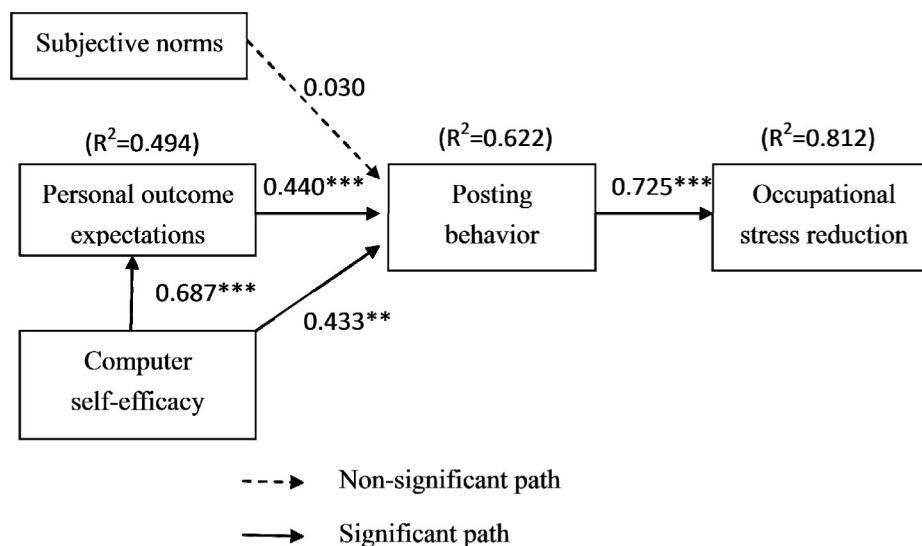 Subjective norms
0.030
(R²=0.494)
(R²=0.622)
(R²=0.812)
Personal outcome
expectations
0.440***
Posting
behavior
0.725***
Occupational
stress reduction
0.687***
0.433**
Computer
self-efficacy
Non-significant path
Significant path